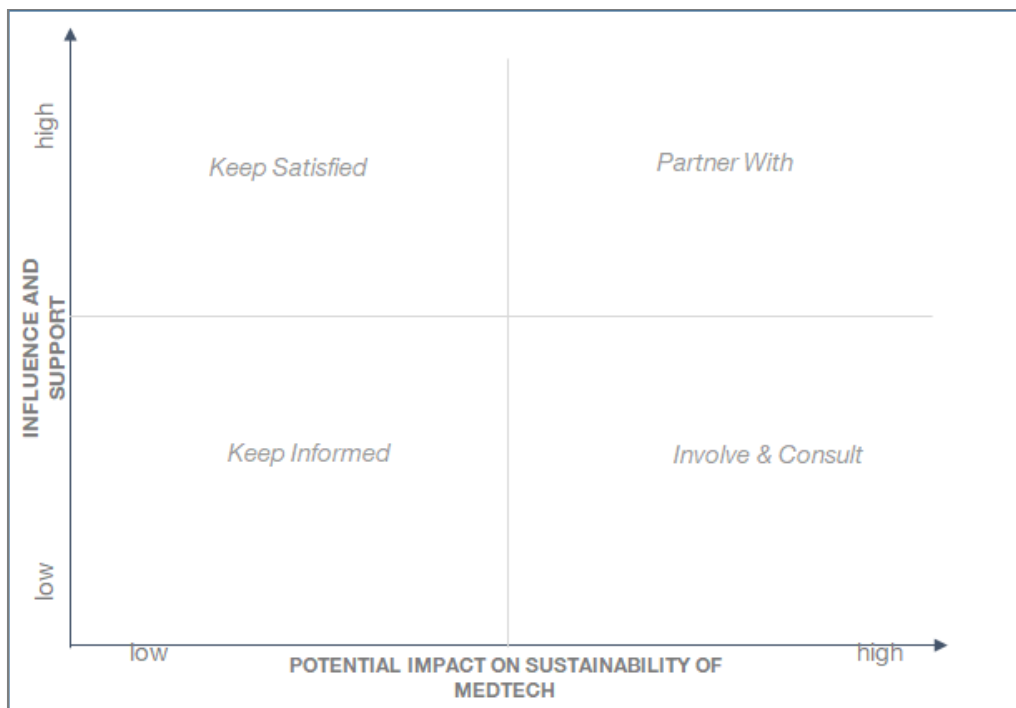 high
Keep Satisfied
Partner With
INFLUENCE AND
SUPPORT
Keep Informed
Involve & Consult
low
low
high
POTENTIAL IMPACT ON SUSTAINABILITY OF
MEDTECH